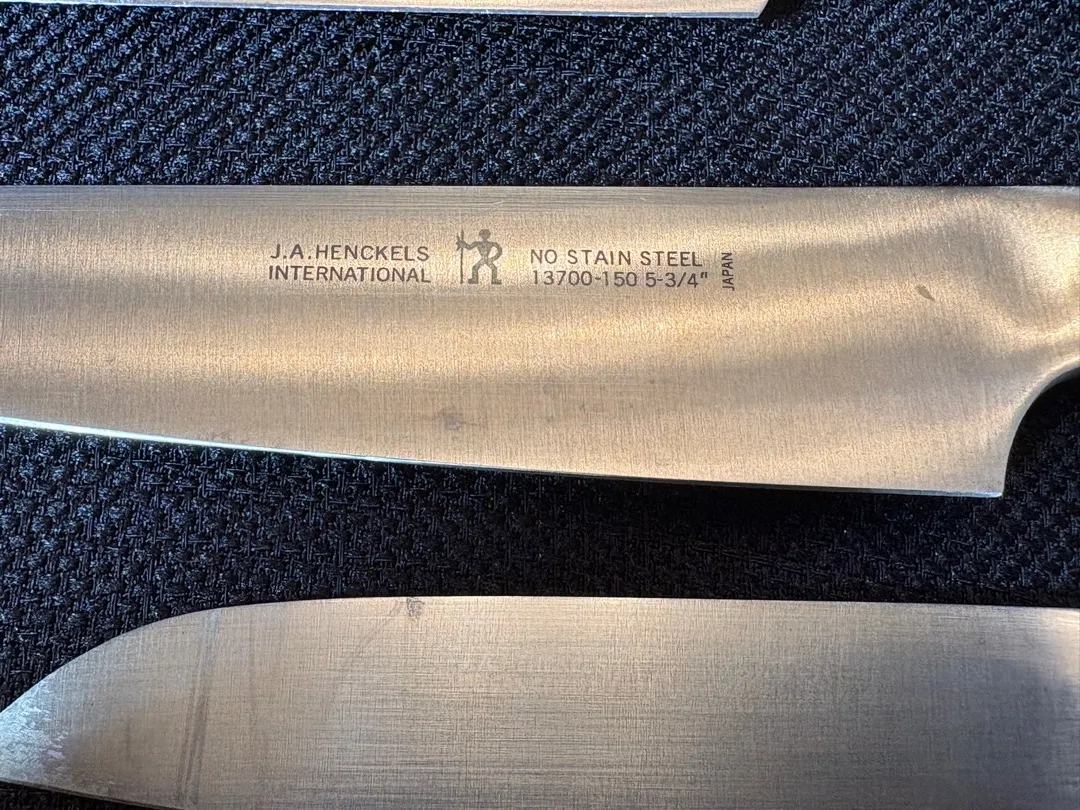 J.A.HENCKELS
INTERNATIONAL
NO STAIN STEEL
13700-150 5-3/4"
JAPAN